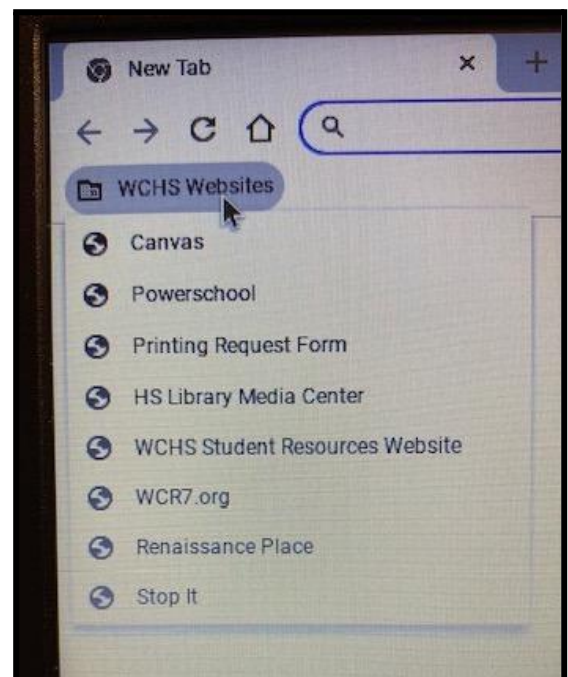 New Tab
WCHS Websites
Canvas
Powerschool
Printing Request Form
HS Library Media Center
WCHS Student Resources Website
WCR7.org
Renaissance Place
Stop It